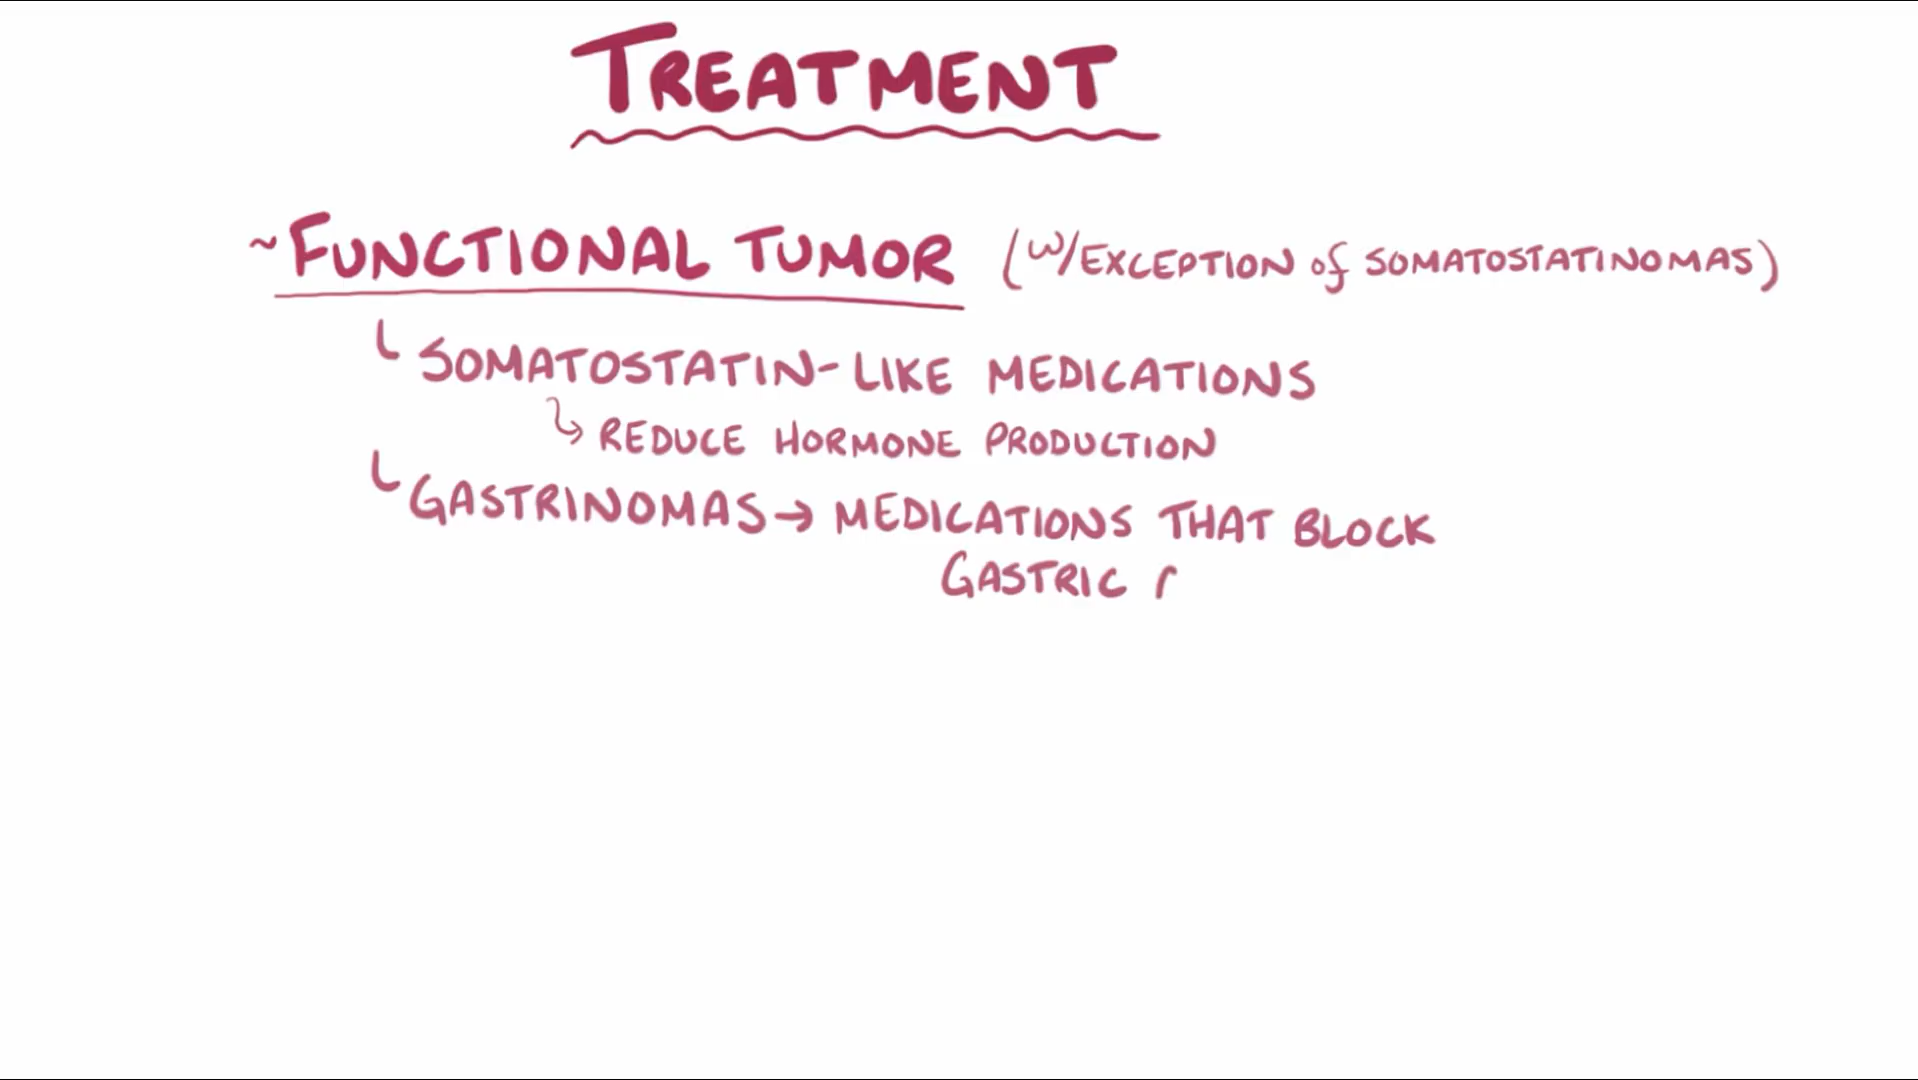 TREATMENT
~ FUNCTIONAL TUMOR (W/EXCEPTION of SOMATOSTATINOMAS)
SOMATOSTATIN-LIKE MEDICATIONS
↳ REDUCE HORMONE PRODUCTION
GASTRINOMAS → MEDICATIONS THAT BLOCK
GASTRIC